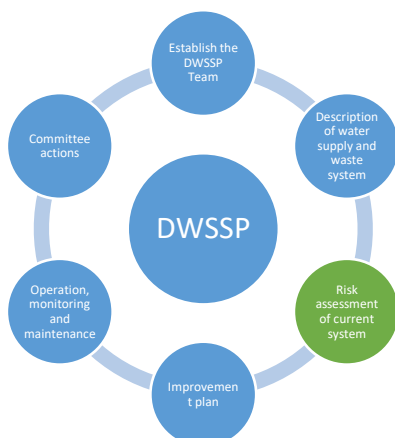 Establish the
DWSSP
Team
Description
of water
supply and
waste
system
Risk
assessment
of current
system
Improvemen
t plan
Operation,
monitoring
and
maintenance
Committee
actions
DWSSP